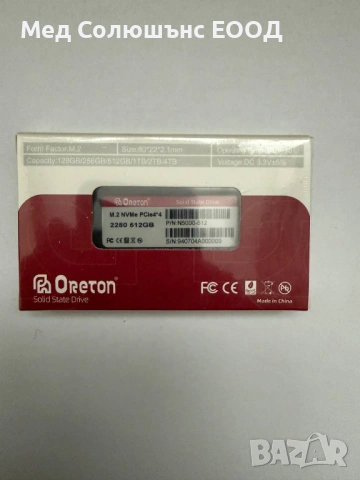 Мед Солюшънс ЕООД
Form Factor:M.2
Size:80*22*2.1mm
Capacity:128GB/256GB/512GB/1TB/2TB/4TB
Voltage:DC 3.3V±5%
Oreton
Solid State Drive
M.2 NVMe PCIe4*4
2280 512GB
P/N:N5000-512
Oreton
Solid State Drive
FC CE
Pb
Made in China
BAZAR